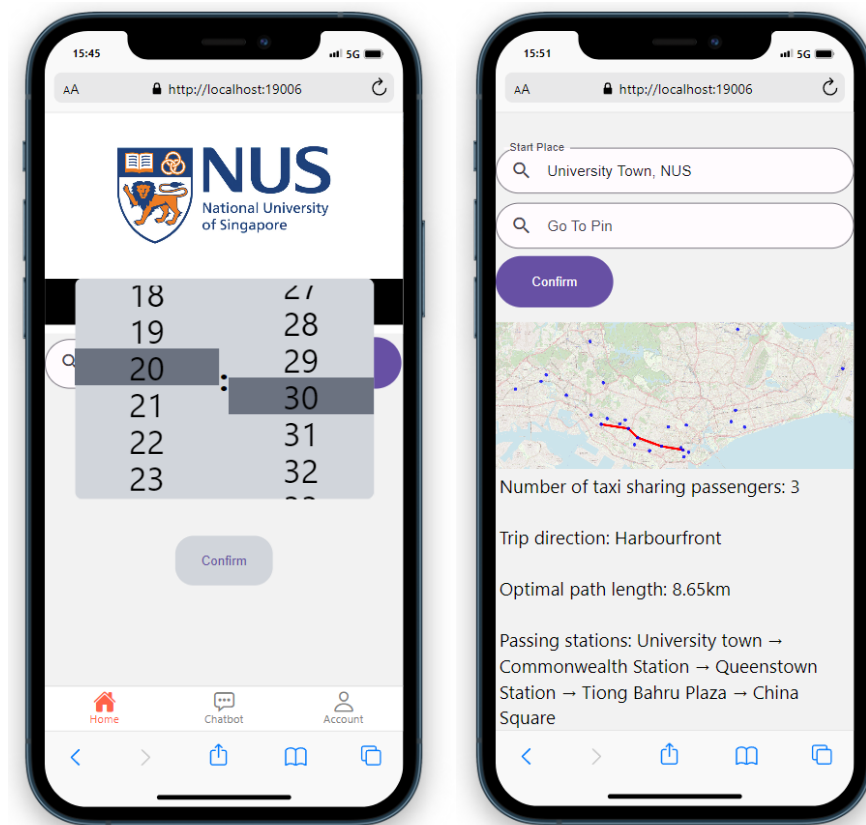 15:45
5G
AA
http://localhost:19006
NUS
National University
of Singapore
18
27
19
28
20
:
29
21
30
22
31
23
32
Confirm
Home
Chatbot
Account
15:51
5G
AA
http://localhost:19006
Start Place
University Town, NUS
Go To Pin
Confirm
Number of taxi sharing passengers: 3
Trip direction: Harbourfront
Optimal path length: 8.65km
Passing stations: University town →
Commonwealth Station → Queenstown
Station → Tiong Bahru Plaza → China
Square